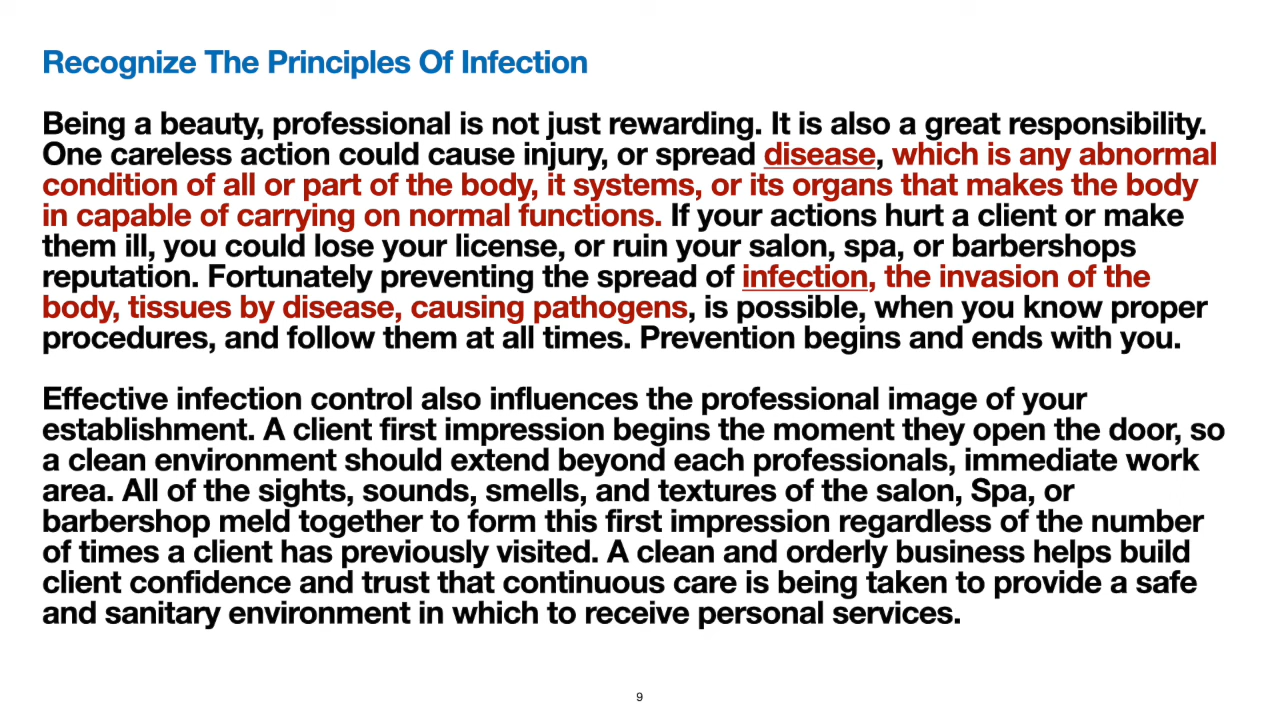 Recognize The Principles Of Infection
Being a beauty, professional is not just rewarding. It is also a great responsibility.
One careless action could cause injury, or spread disease, which is any abnormal
condition of all or part of the body, it systems, or its organs that makes the body
in capable of carrying on normal functions. If your actions hurt a client or make
them ill, you could lose your license, or ruin your salon, spa, or barbershops
reputation. Fortunately preventing the spread of infection, the invasion of the
body, tissues by disease, causing pathogens, is possible, when you know proper
procedures, and follow them at all times. Prevention begins and ends with you.
Effective infection control also influences the professional image of your
establishment. A client first impression begins the moment they open the door, so
a clean environment should extend beyond each professionals, immediate work
area. All of the sights, sounds, smells, and textures of the salon, Spa, or
barbershop meld together to form this first impression regardless of the number
of times a client has previously visited. A clean and orderly business helps build
client confidence and trust that continuous care is being taken to provide a safe
and sanitary environment in which to receive personal services.
9